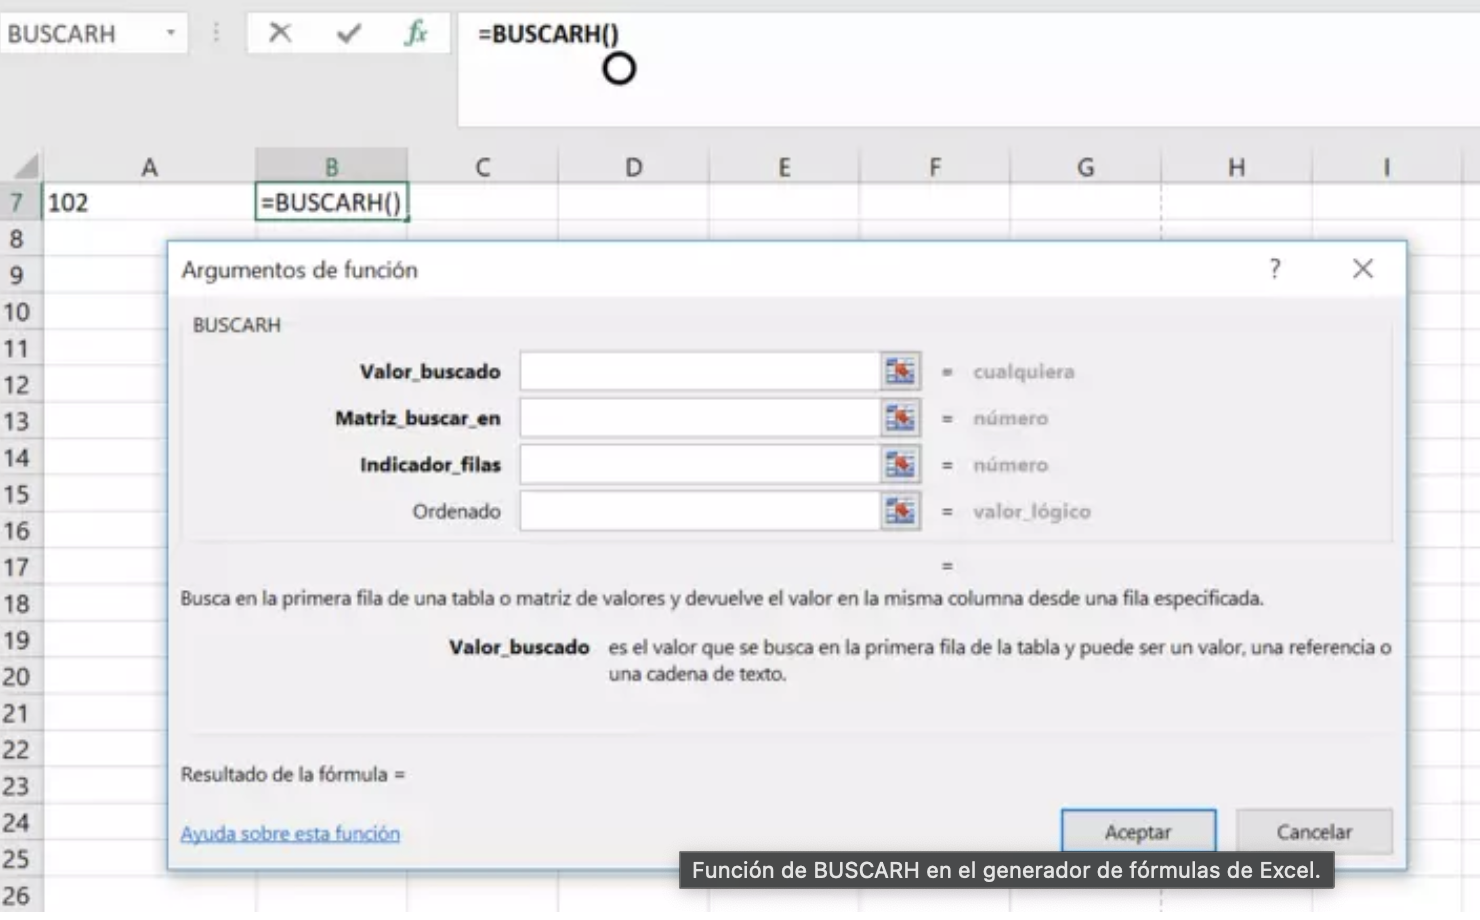 BUSCARH
fx
=BUSCARH()
A B C D E F G H I
7 102 =BUSCARH()
8
Argumentos de función ? 
9
10
BUSCARH
11
Valor_buscado = cualquiera
12
Matriz_buscar_en = número
13
Indicador_filas = número
14
Ordenado = valor_lógico
15
16
=
17
Busca en la primera fila de una tabla o matriz de valores y devuelve el valor en la misma columna desde una fila especificada.
18
Valor_buscado es el valor que se busca en la primera fila de la tabla y puede ser un valor, una referencia o
19
una cadena de texto.
20
21
22
Resultado de la fórmula =
23
24
Ayuda sobre esta función Aceptar Cancelar
25
Función de BUSCARH en el generador de fórmulas de Excel.
26